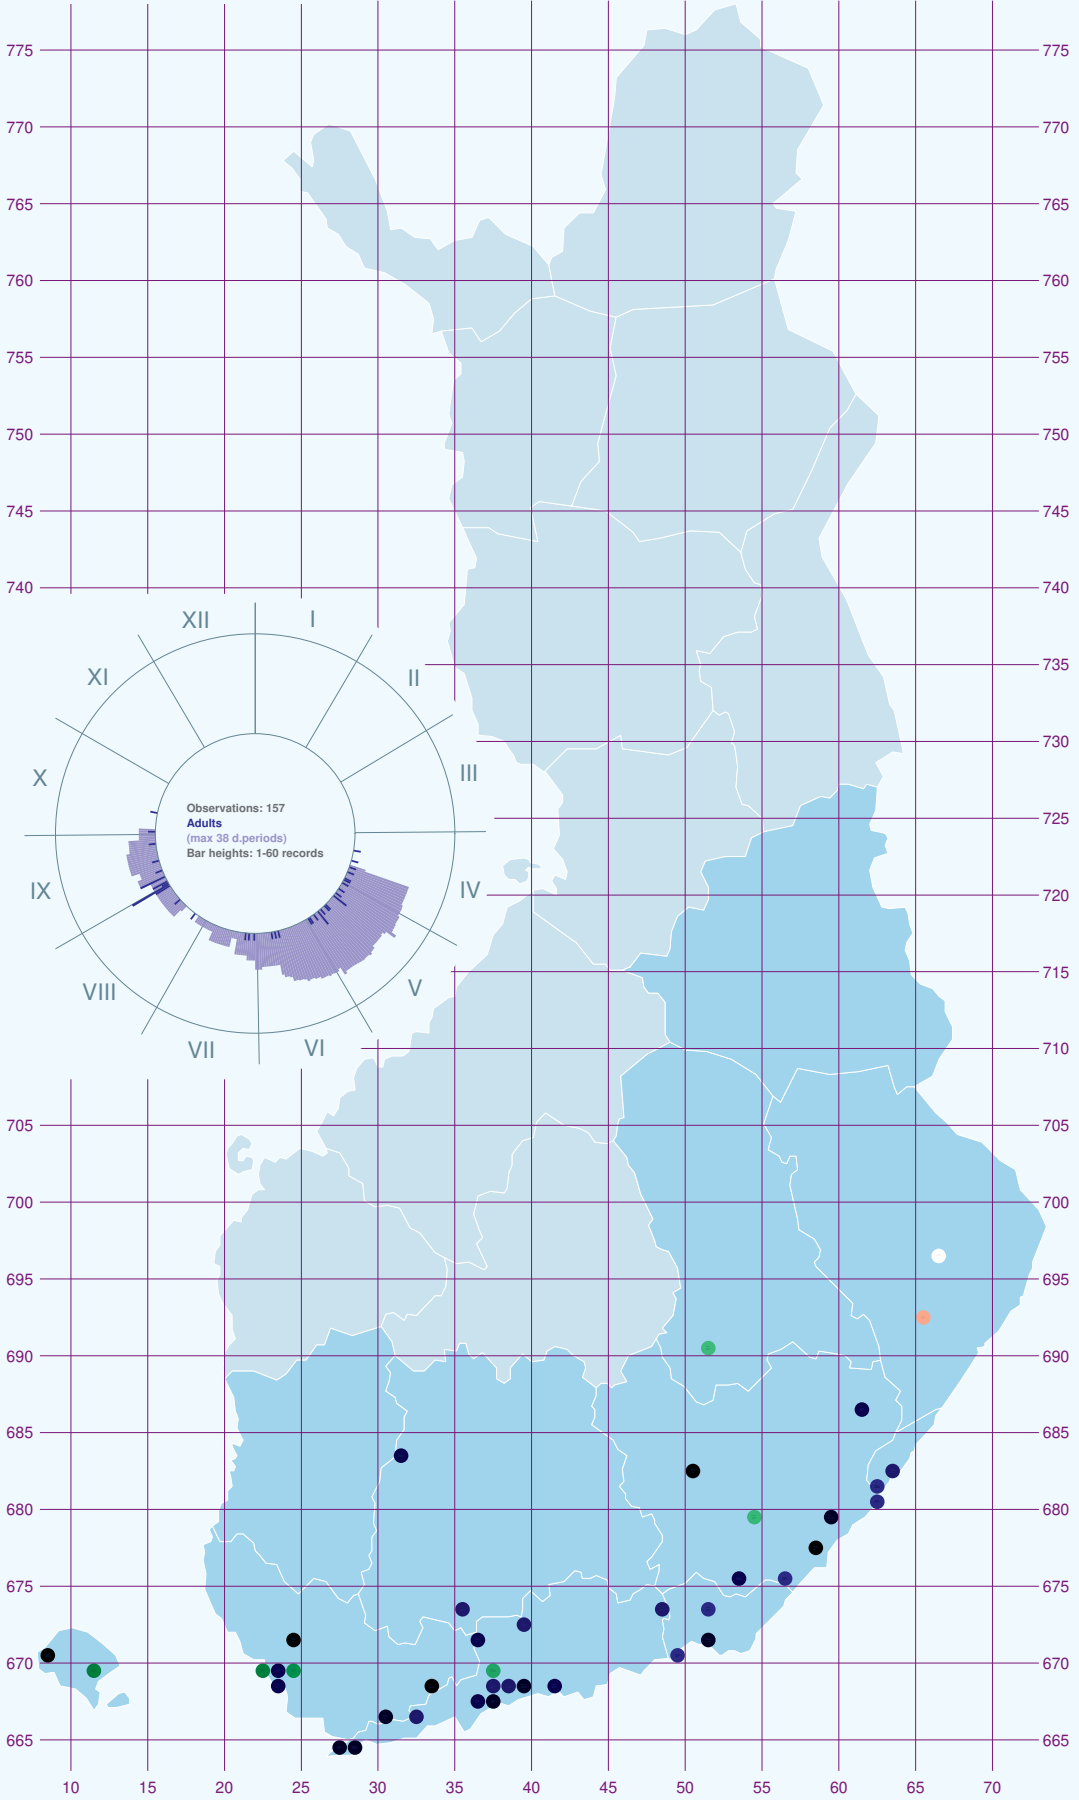 775 775
770 770
765 765
760 760
755 755
750 750
745 745
740 740
XII I
XI II
735 735
730 730
X III
Observations: 157
Adults
(max 38 d.periods)
Bar heights: 1-60 records
725 725
IX IV
720 720
715 715
VIII V
VII VI
710 710
705 705
700 700
695 695
690 690
685 685
680 680
675 675
670 670
665 665
10 15 20 25 30 35 40 45 50 55 60 65 70